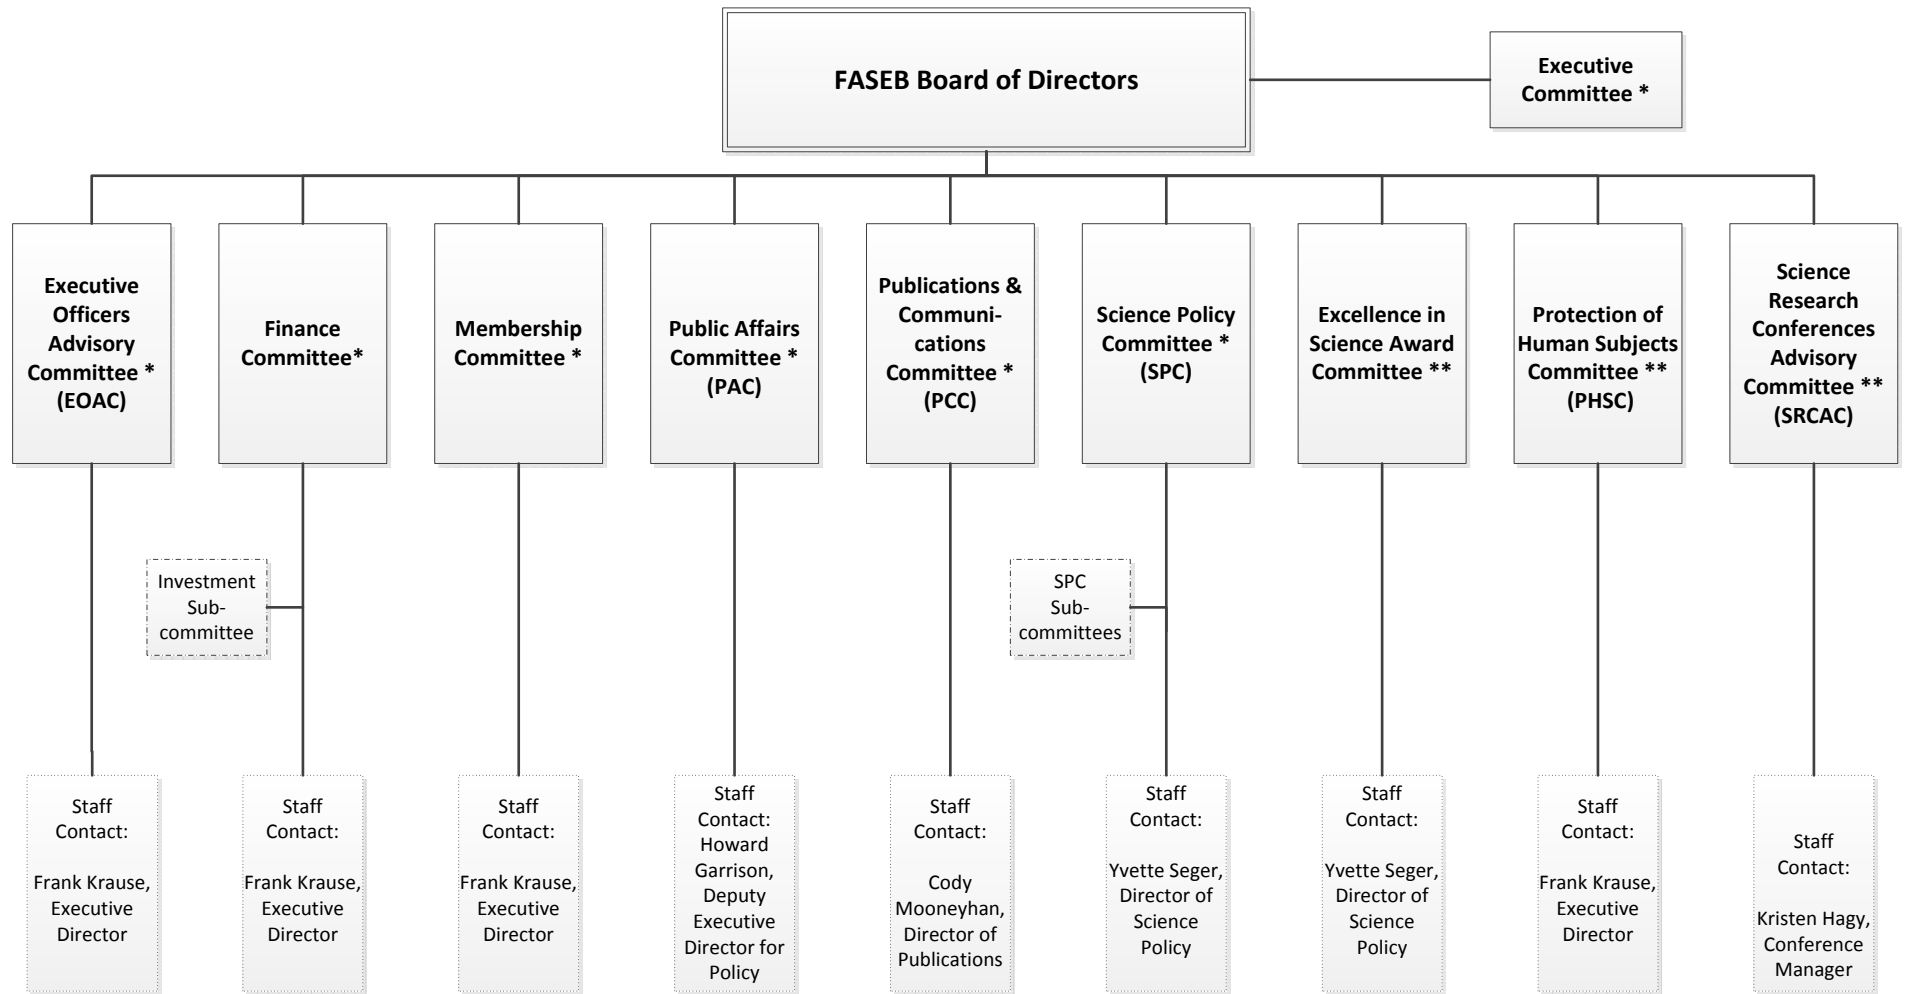 FASEB Board of Directors
Executive
Committee *
Executive
Officers
Advisory
Committee *
(EOAC)
Finance
Committee*
Membership
Committee *
Public Affairs
Committee *
(PAC)
Publications &
Communi-
cations
Committee *
(PCC)
Science Policy
Committee *
(SPC)
Excellence in
Science Award
Committee **
Protection of
Human Subjects
Committee **
(PHSC)
Science
Research
Conferences
Advisory
Committee **
(SRCAC)
Investment
Sub-
committee
SPC
Sub-
committees
Staff
Contact:
Frank Krause,
Executive
Director
Staff
Contact:
Frank Krause,
Executive
Director
Staff
Contact:
Frank Krause,
Executive
Director
Staff
Contact:
Howard
Garrison,
Deputy
Executive
Director for
Policy
Staff
Contact:
Cody
Mooneyhan,
Director of
Publications
Staff
Contact:
Yvette Seger,
Director of
Science
Policy
Staff
Contact:
Yvette Seger,
Director of
Science
Policy
Staff
Contact:
Frank Krause,
Executive
Director
Staff
Contact:
Kristen Hagy,
Conference
Manager